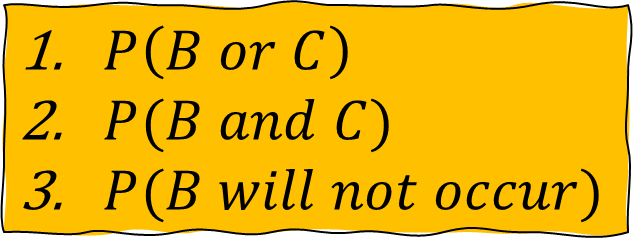 1. P(B or C)
2. P(B and C)
3. P(B will not occur)